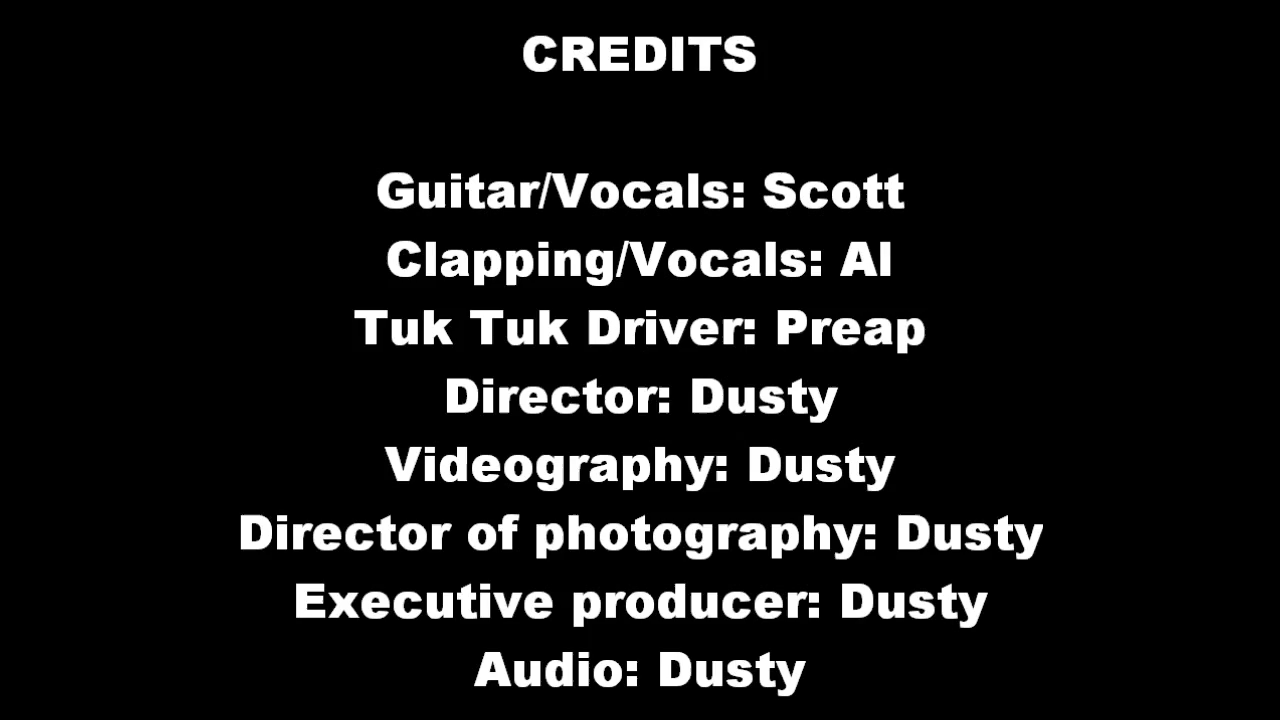 CREDITS
Guitar/Vocals: Scott
Clapping/Vocals: Al
Tuk Tuk Driver: Preap
Director: Dusty
Videography: Dusty
Director of photography: Dusty
Executive producer: Dusty
Audio: Dusty